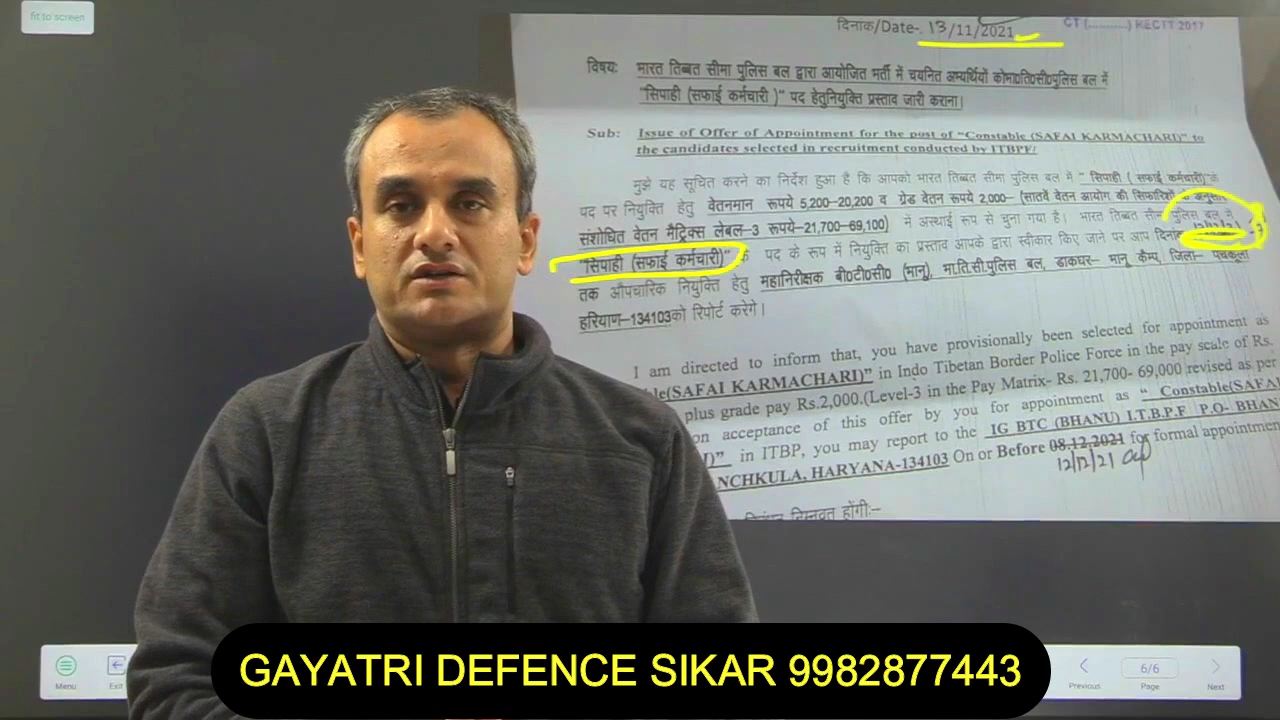 fit to screen
दिनांक/Date-. 13/11/2021
CT (...........) RECTT 2017
विषय: भारत तिब्बत सीमा पुलिस बल द्वारा आयोजित भर्ती में चयनित अभ्यर्थियों कोभा0ति0सी0पुलिस बल में
"सिपाही (सफाई कर्मचारी )" पद हेतुनियुक्ति प्रस्ताव जारी कराना।
Sub: Issue of Offer of Appointment for the post of "Constable (SAFAI KARMACHARI)" to
the candidates selected in recruitment conducted by ITBPF/
मुझे यह सूचित करने का निर्देश हुआ है कि आपको भारत तिब्बत सीमा पुलिस बल में " सिपाही ( सफाई कर्मचारी)"के
पद पर नियुक्ति हेतु वेतनमान रूपये 5,200-20,200 व ग्रेड वेतन रूपये 2,000- (सातवें वेतन आयोग की सिफारिशों के अनुसार
संशोधित वेतन मैट्रिक्स लेबल-3 रूपये-21,700-69,100) में अस्थाई रूप से चुना गया है। भारत तिब्बत सीमा पुलिस बल में
"सिपाही (सफाई कर्मचारी)" के पद के रूप में नियुक्ति का प्रस्ताव आपके द्वारा स्वीकार किए जाने पर आप दिनांक
तक औपचारिक नियुक्ति हेतु महानिरीक्षक बी0टी0सी0 (भानू), भा.ति.सी.पुलिस बल, डाकघर- भानू कैम्प, जिला- पंचकूला
हरियाण-134103को रिपोर्ट करेगे।
I am directed to inform that, you have provisionally been selected for appointment as
(SAFAI KARMACHARI)" in Indo Tibetan Border Police Force in the pay scale of Rs.
plus grade pay Rs.2,000.(Level-3 in the Pay Matrix- Rs. 21,700- 69,000 revised as per
on acceptance of this offer by you for appointment as " Constable(SAFAI
in ITBP, you may report to the IG BTC (BHANU) I.T.B.P.F P.O- BHANU
NCHKULA, HARYANA-134103 On or Before 08.12.2021 for formal appointment
12/12/21
निम्नवत होंगी:-
Menu
Exit
GAYATRI DEFENCE SIKAR 9982877443
Previous
6/6
Page
Next